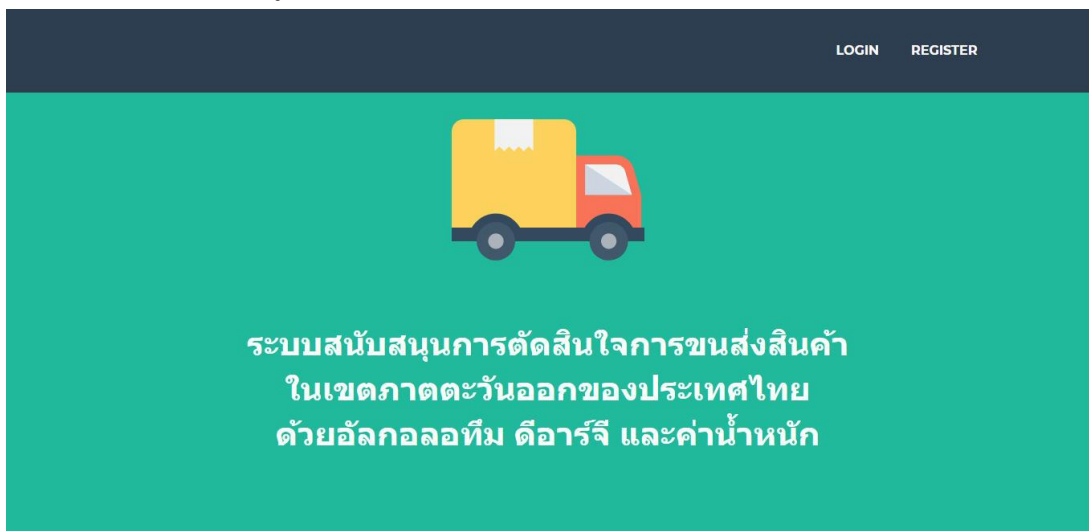 LOGIN REGISTER
ระบบสนับสนุนการตัดสินใจการขนส่งสินค้า
ในเขตภาตตะวันออกของประเทศไทย
ด้วยอัลกอลอทึม ดีอาร์จี และค่าน้ำหนัก